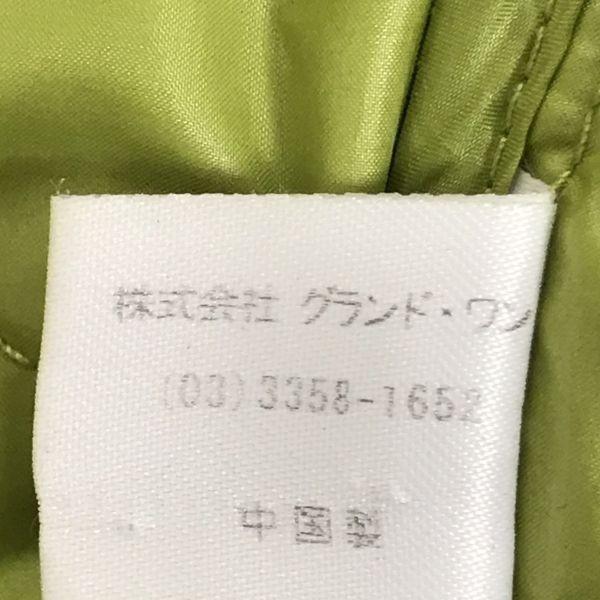 株式会社 グランド・ワン
(03)3358-1652
中国製